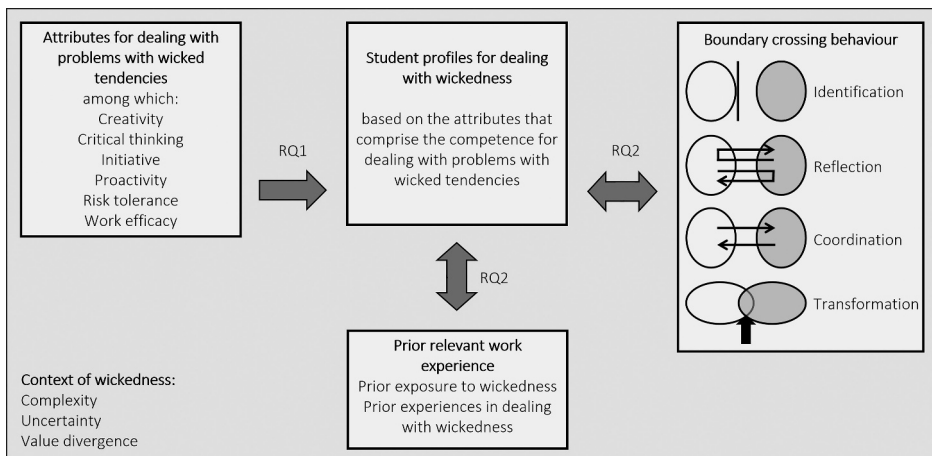 Attributes for dealing with
problems with wicked
tendencies
among which:
Creativity
Critical thinking
Initiative
Proactivity
Risk tolerance
Work efficacy
RQ1
Student profiles for dealing
with wickedness
based on the attributes that
comprise the competence for
dealing with problems with
wicked tendencies
RQ2
Boundary crossing behaviour
Identification
Reflection
Coordination
Transformation
RQ2
Prior relevant work
experience
Prior exposure to wickedness
Prior experiences in dealing
with wickedness
Context of wickedness:
Complexity
Uncertainty
Value divergence